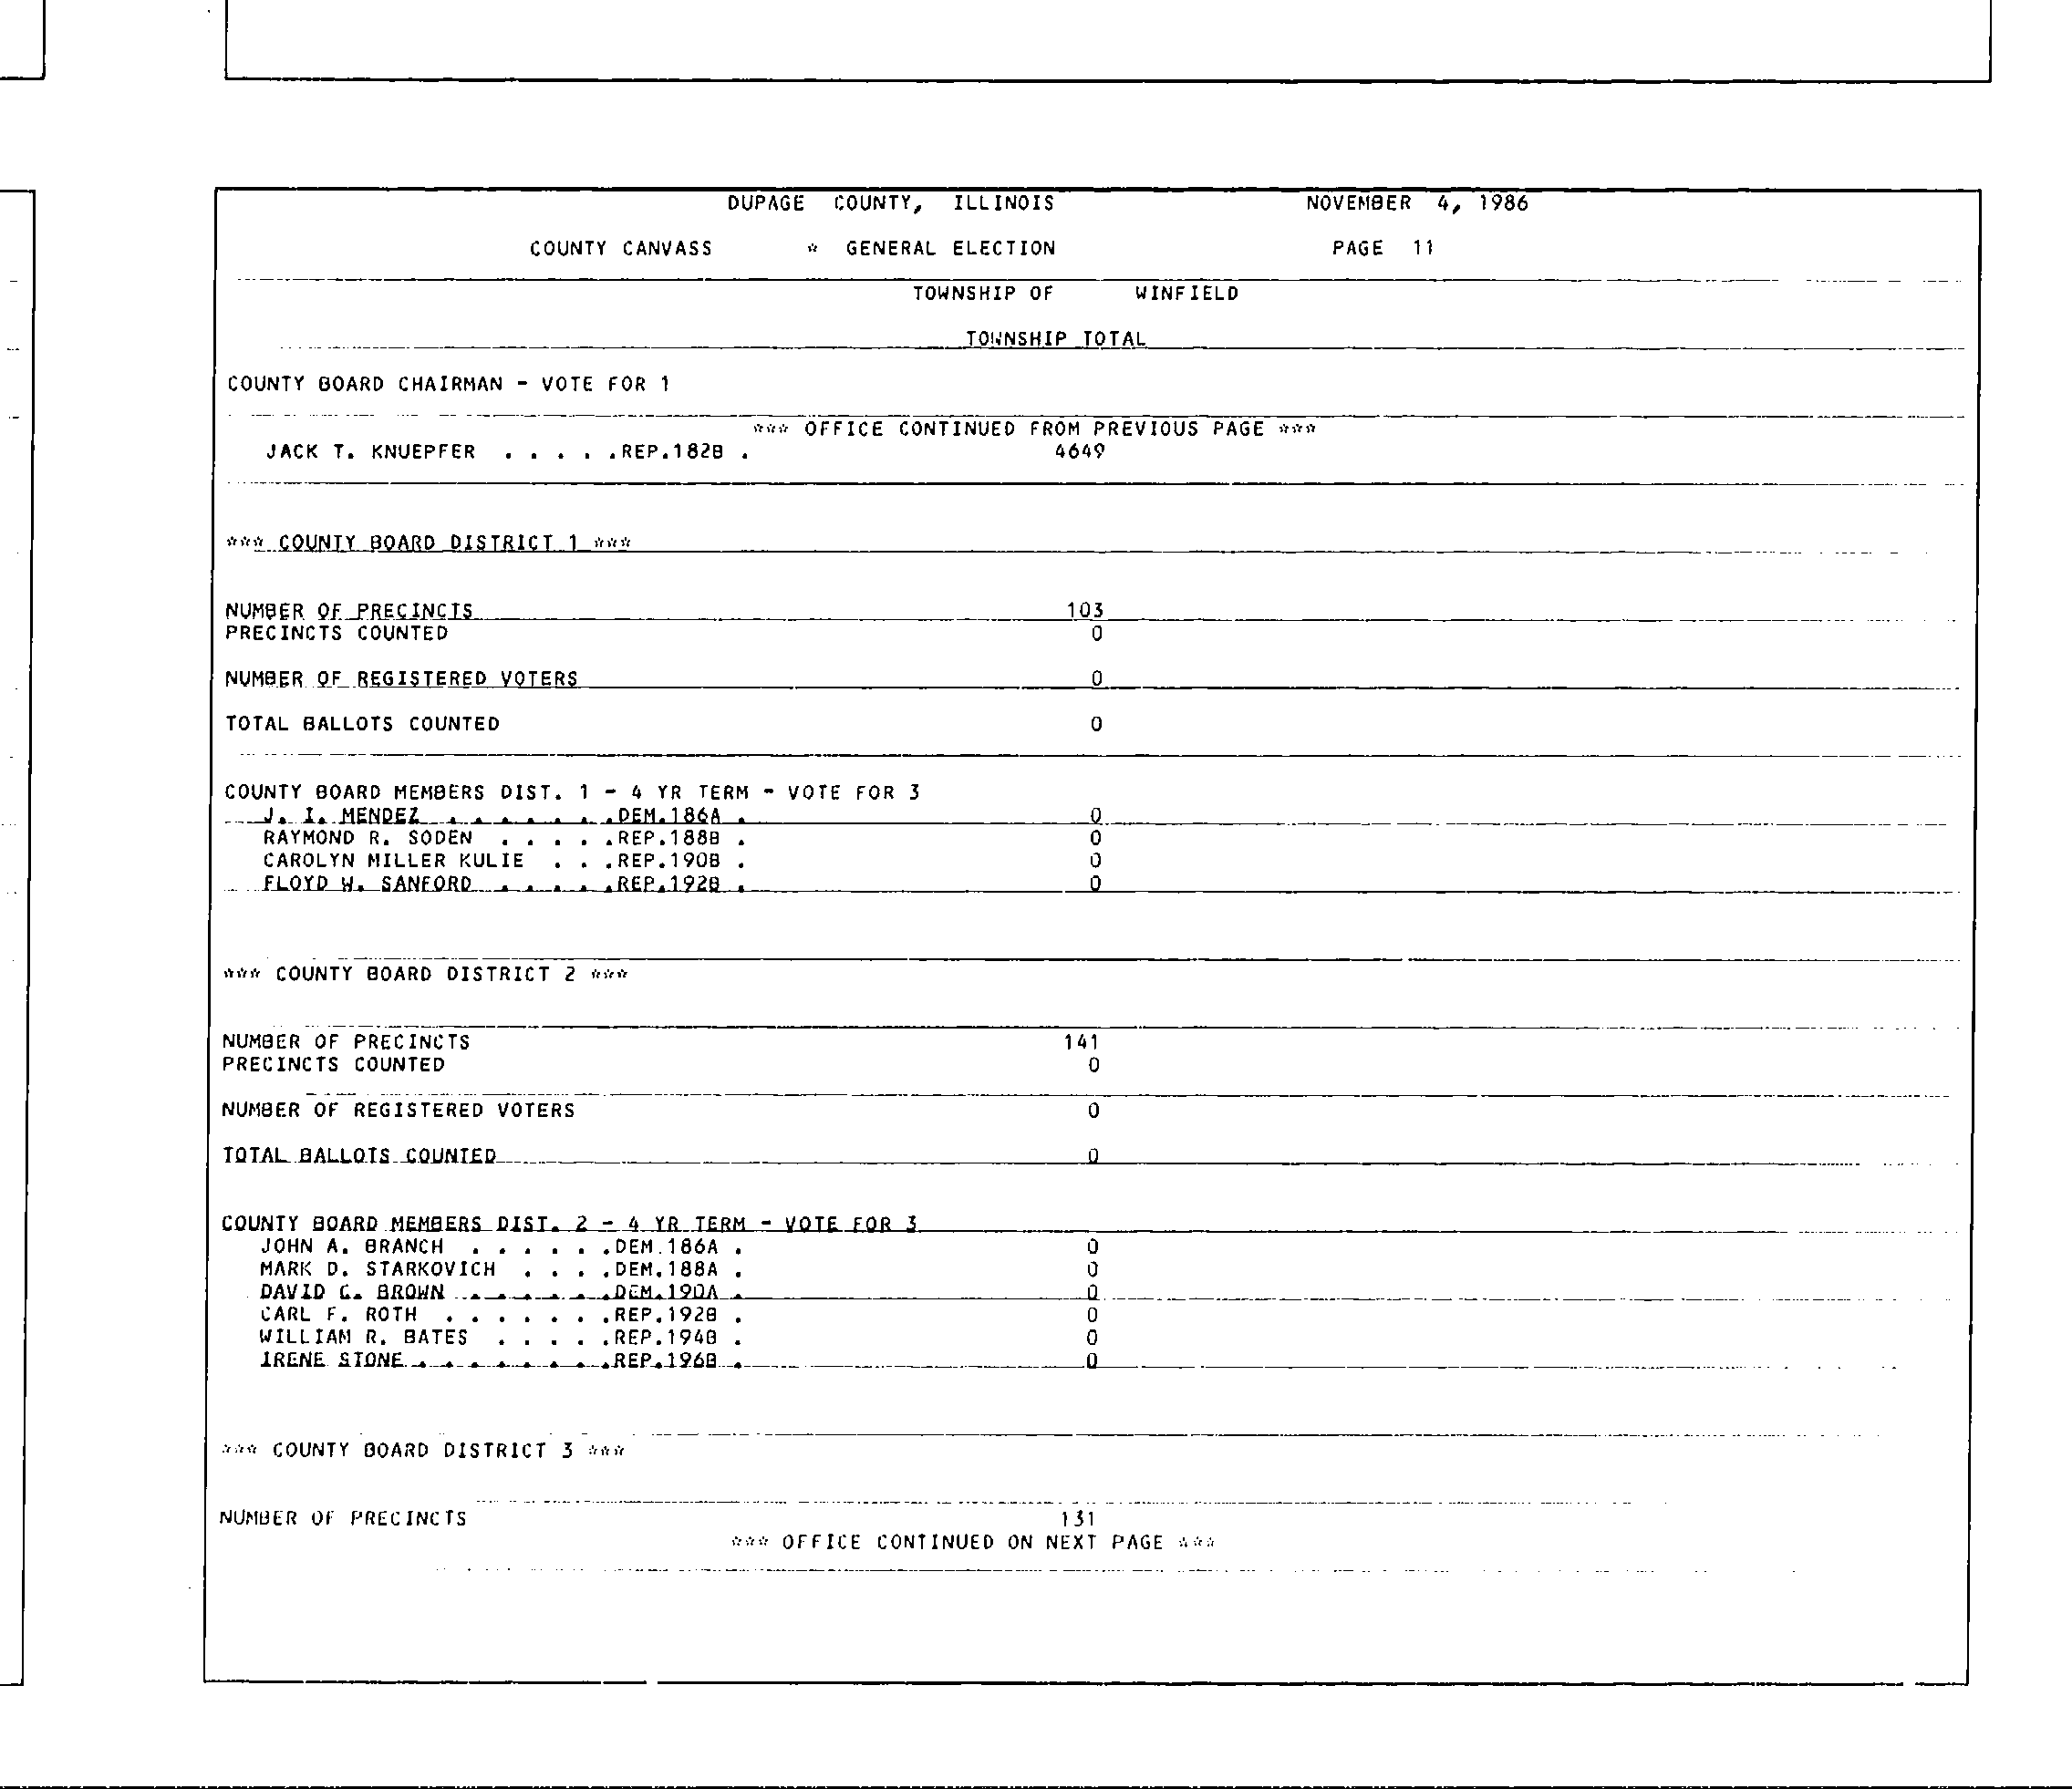 DUPAGE COUNTY, ILLINOIS NOVEMBER 4, 1986
COUNTY CANVASS * GENERAL ELECTION PAGE 11
TOWNSHIP OF WINFIELD
TOWNSHIP TOTAL
COUNTY BOARD CHAIRMAN - VOTE FOR 1
*** OFFICE CONTINUED FROM PREVIOUS PAGE ***
JACK T. KNUEPFER . . . . .REP.182B . 4649
*** COUNTY BOARD DISTRICT 1 ***
NUMBER OF PRECINCTS 103
PRECINCTS COUNTED 0
NUMBER OF REGISTERED VOTERS 0
TOTAL BALLOTS COUNTED 0
COUNTY BOARD MEMBERS DIST. 1 - 4 YR TERM - VOTE FOR 3
J. I. MENDEZ . . . . . . .DEM.186A . 0
RAYMOND R. SODEN . . . . .REP.188B . 0
CAROLYN MILLER KULIE . . .REP.190B . 0
FLOYD W. SANFORD . . . . .REP.192B . 0
*** COUNTY BOARD DISTRICT 2 ***
NUMBER OF PRECINCTS 141
PRECINCTS COUNTED 0
NUMBER OF REGISTERED VOTERS 0
TOTAL BALLOTS COUNTED 0
COUNTY BOARD MEMBERS DIST. 2 - 4 YR TERM - VOTE FOR 3
JOHN A. BRANCH . . . . . .DEM.186A . 0
MARK D. STARKOVICH . . . .DEM.188A . 0
DAVID C. BROWN . . . . . .DEM.190A . 0
CARL F. ROTH . . . . . . .REP.192B . 0
WILLIAM R. BATES . . . . .REP.194B . 0
IRENE STONE . . . . . . . .REP.196B . 0
*** COUNTY BOARD DISTRICT 3 ***
NUMBER OF PRECINCTS 131
*** OFFICE CONTINUED ON NEXT PAGE ***